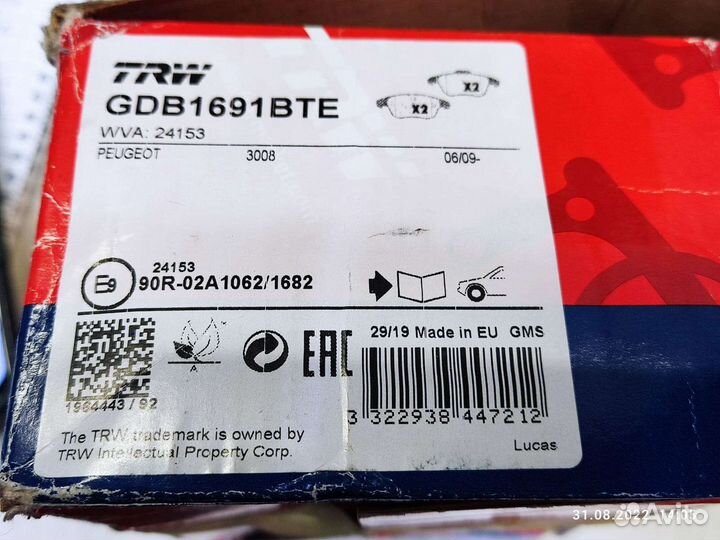 TRW
GDB1691BTE
X2
X2
WVA: 24153
PEUGEOT 3008 06/09-
24153
E9 90R-02A1062/1682
29/19 Made in EU GMS
A
EAC
1984443 / 92
3 322938 447212
The TRW trademark is owned by
TRW Intellectual Property Corp.
Lucas
Avito
31.08.2022